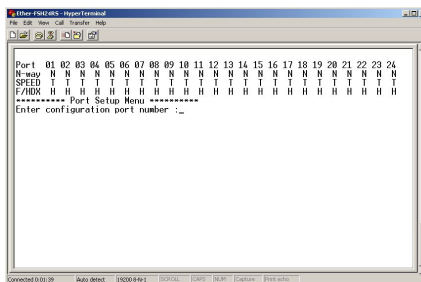 Ether-FSH24RS - HyperTerminal
File Edit View Call Transfer Help
Port 01 02 03 04 05 06 07 08 09 10 11 12 13 14 15 16 17 18 19 20 21 22 23 24
N-way N N N N N N N N N N N N N N N N N N N N N N N N
SPEED T T T T T T T T T T T T T T T T T T T T T T T T
F/HDX H H H H H H H H H H H H H H H H H H H H H H H H
********** Port Setup Menu **********
Enter configuration port number :_
Connected 0:01:39 Auto detect 19200 8-N-1 SCROLL CAPS NUM Capture Print echo